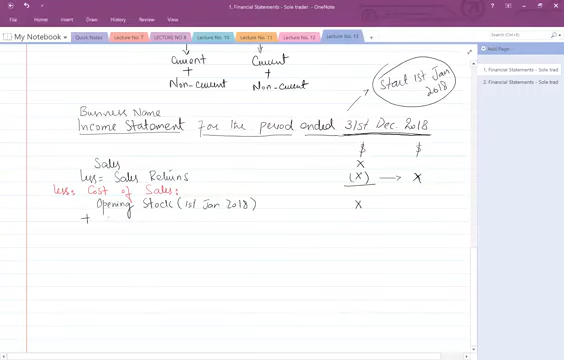 1. Financial Statements - Sole trader - OneNote
File Home Insert Draw History Review View
My Notebook Quick Notes Lecture No. 7 LECTURE NO 8 Lecture No. 10 Lecture No. 11 Lecture No. 12 Lecture No. 13 +
Add Page
1. Financial Statements - Sole trad
2. Financial Statements - Sole trad
Current Current
+ +
Non-current Non-current
Start 1st Jan
2018
Business Name
Income Statement For the period ended 31st Dec. 2018
$ $
Sales X
less: Sales Returns (X) → X
less: Cost of Sales:
Opening Stock (1st Jan 2018) X
+